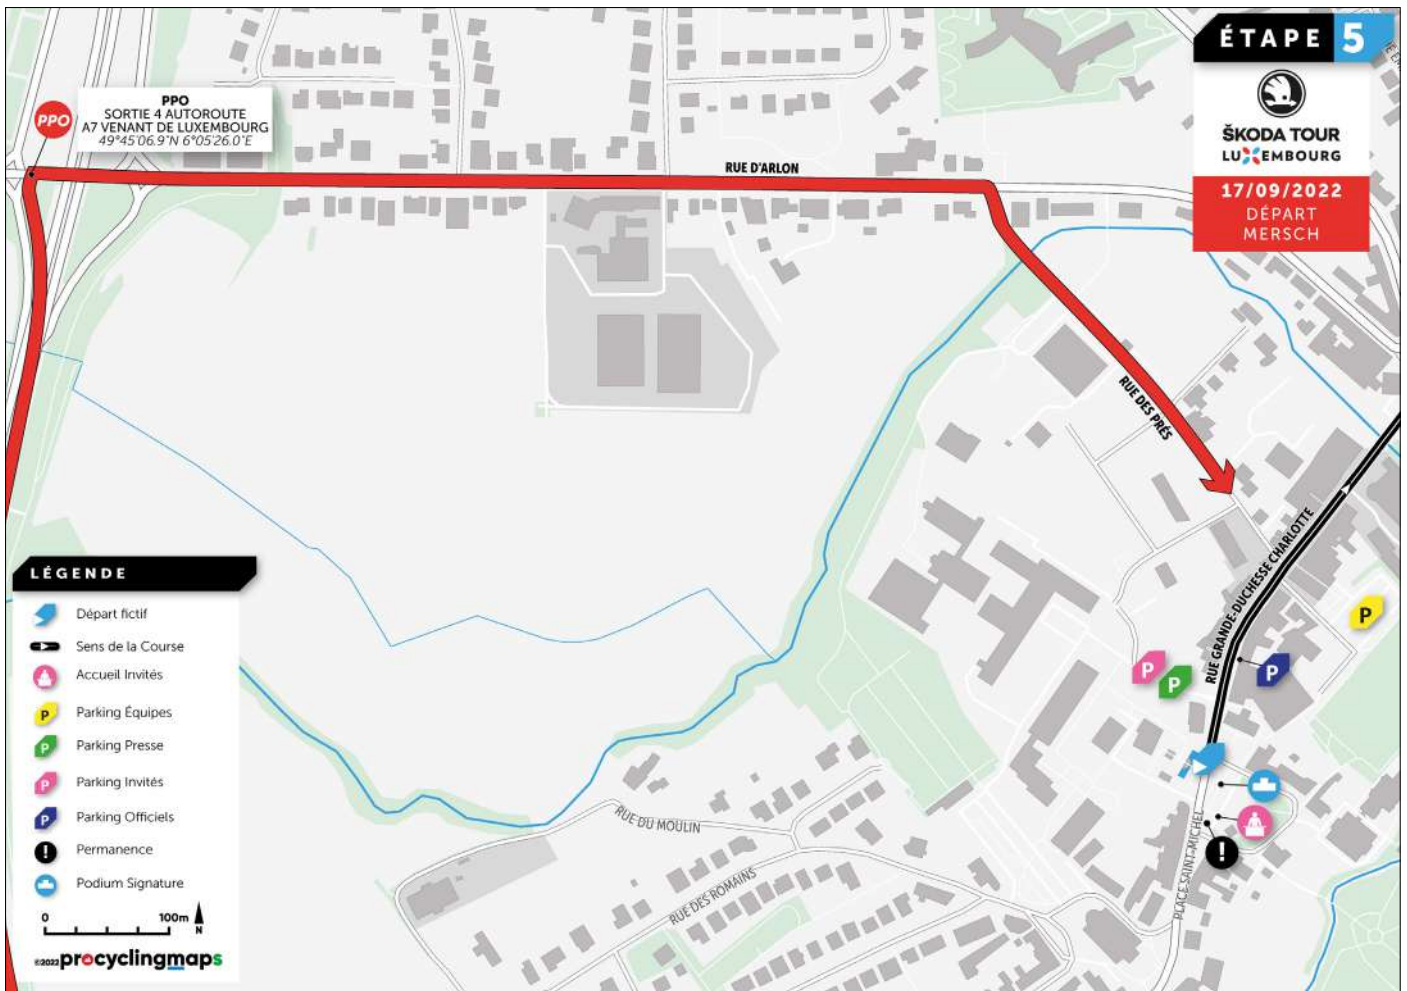 ÉTAPE 5
ŠKODA TOUR
LUXEMBOURG
17/09/2022
DÉPART
MERSCH
PPO
PPO
SORTIE 4 AUTOROUTE
A7 VENANT DE LUXEMBOURG
49°45'06.9"N 6°05'26.0"E
RUE D'ARLON
RUE DES PRÉS
RUE GRANDE-DUCHESSE CHARLOTTE
P
P
P
P
RUE DU MOULIN
RUE DES ROMAINS
PLACE SAINT-MICHEL
!
LÉGENDE
Départ fictif
Sens de la Course
Accueil Invités
P Parking Équipes
P Parking Presse
P Parking Invités
P Parking Officiels
! Permanence
Podium Signature
0 100m
N
©2022 procyclingmaps